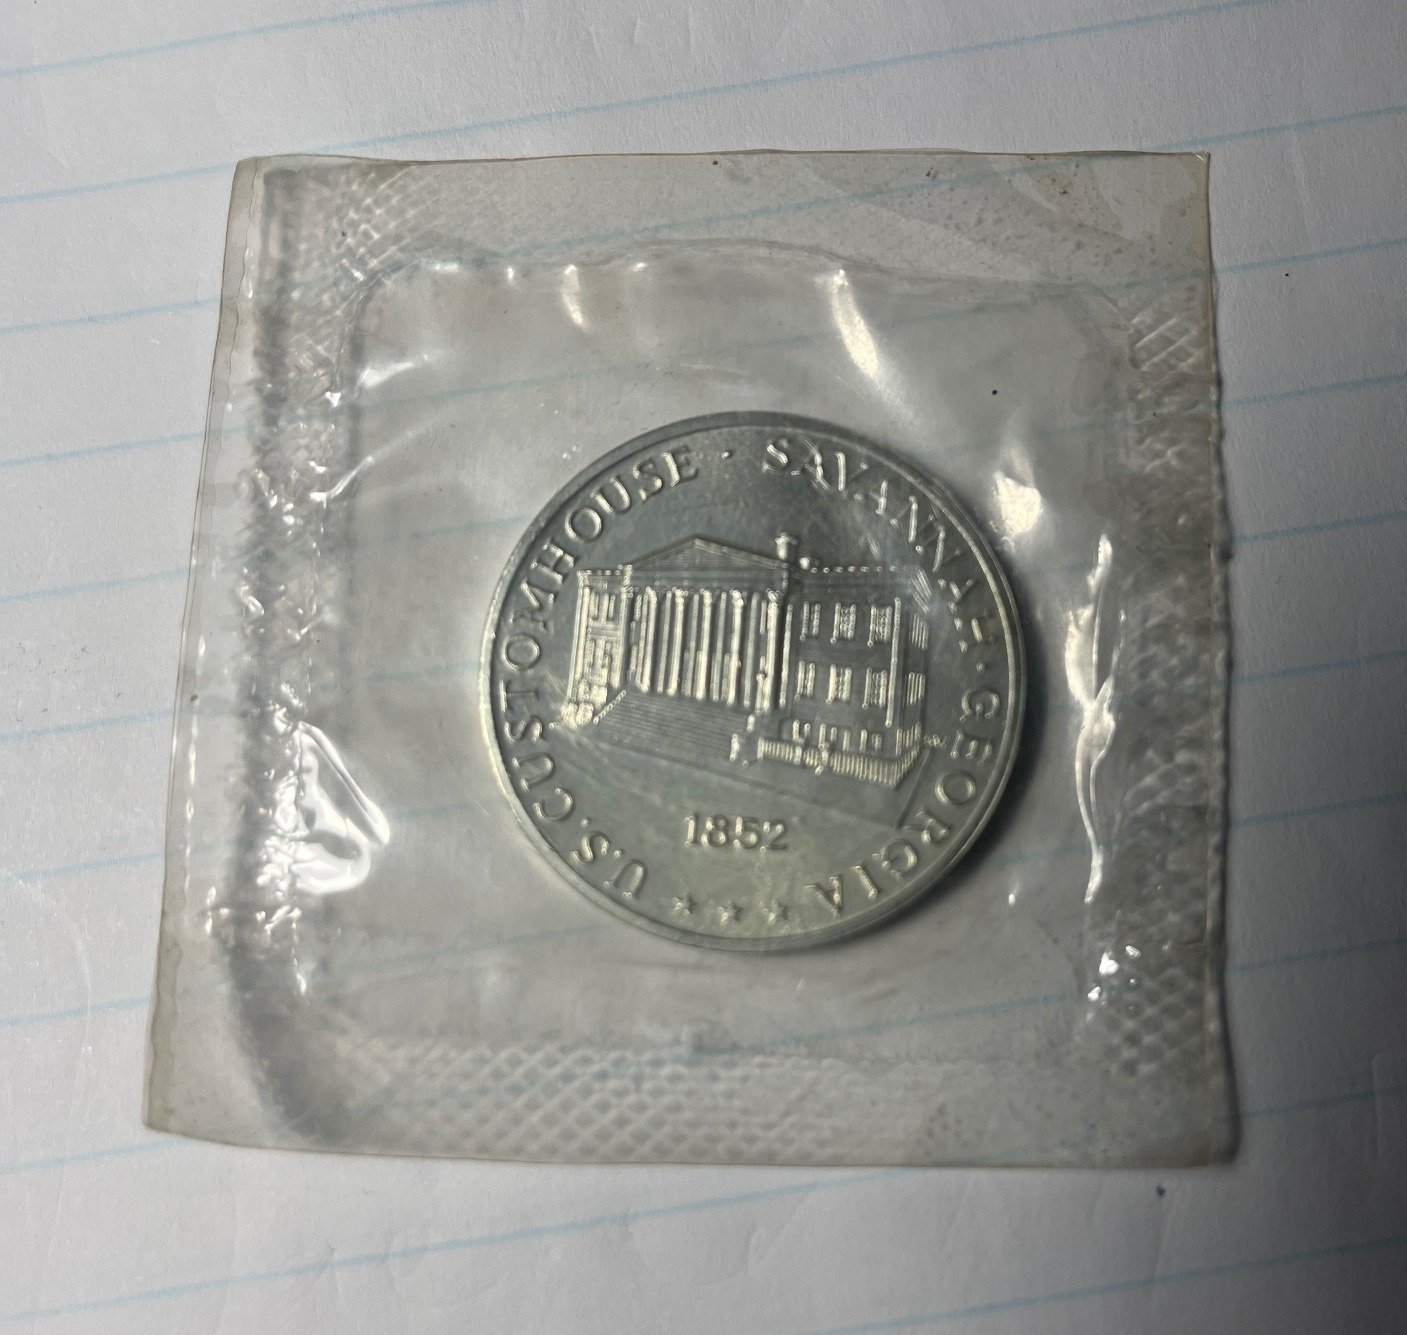 U.S. CUSTOMHOUSE · SAVANNAH · GEORGIA
1852